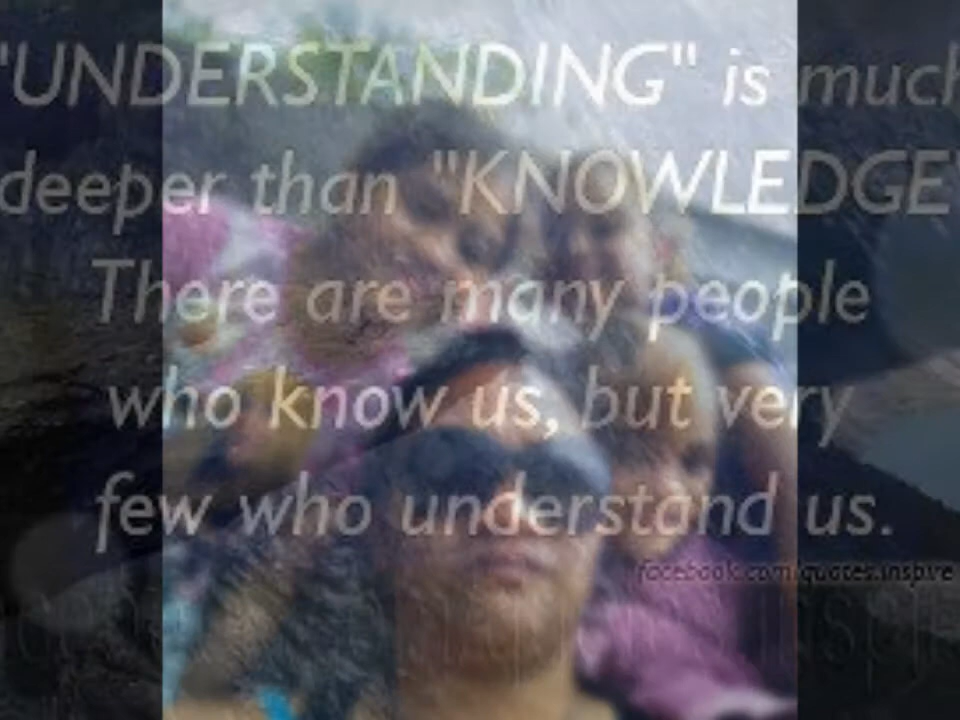 "UNDERSTANDING" is much
deeper than "KNOWLEDGE"
There are many people
who know us, but very
few who understand us.
facebook.com/quotes.inspire